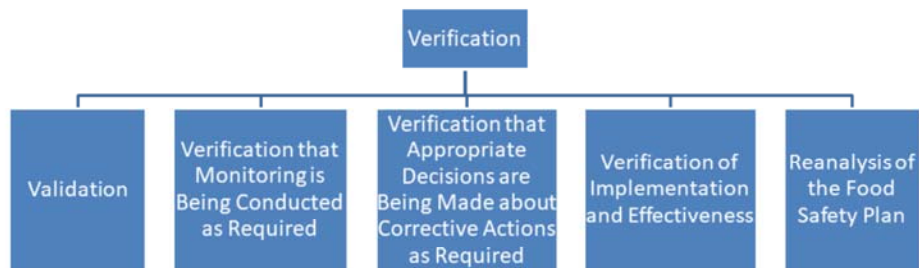 Verification
Validation
Verification that
Monitoring is
Being Conducted
as Required
Verification that
Appropriate
Decisions are
Being Made about
Corrective Actions
as Required
Verification of
Implementation
and Effectiveness
Reanalysis of
the Food
Safety Plan